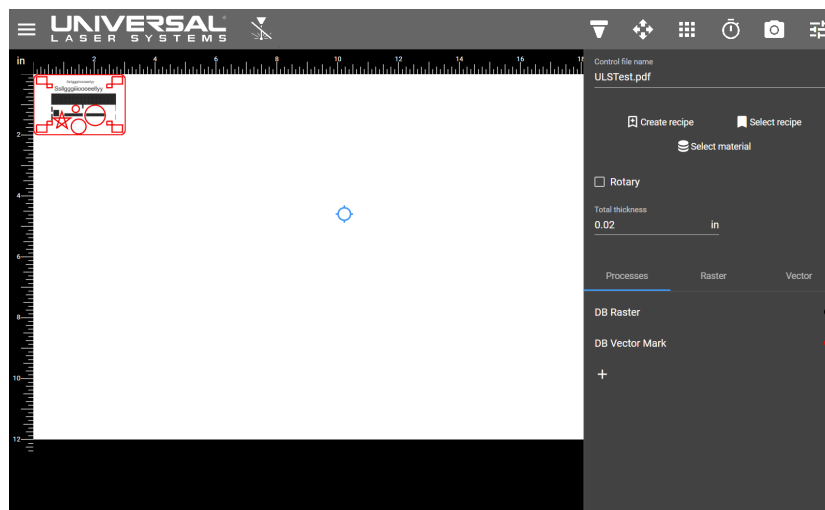 UNIVERSAL
LASER SYSTEMS
in
2 4 6 8 10 12 14 16
2
4
6
8
10
12
Ssltgggiioooeellyy
Control file name
ULSTest.pdf
Create recipe
Select recipe
Select material
Rotary
Total thickness
0.02 in
Processes Raster Vector
DB Raster
DB Vector Mark
+